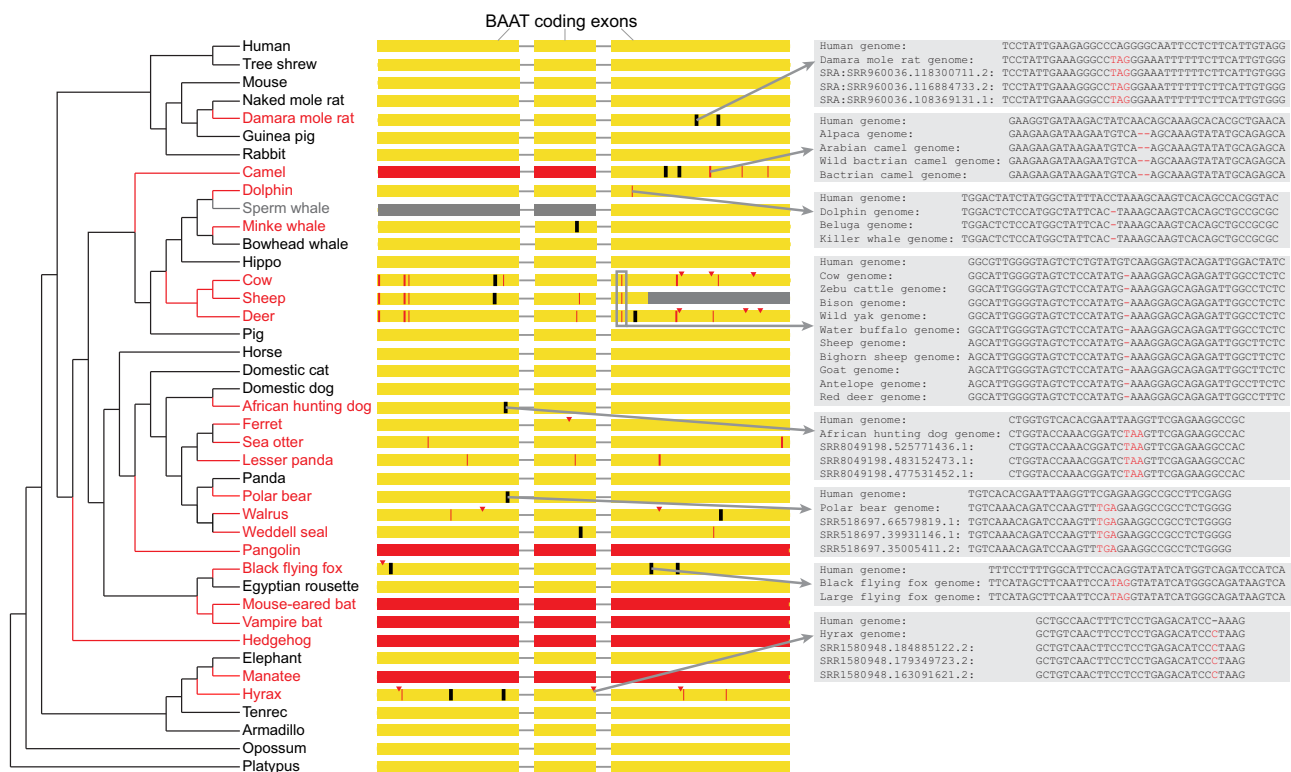 BAAT coding exons
Human
Tree shrew
Mouse
Naked mole rat
Damara mole rat
Guinea pig
Rabbit
Camel
Dolphin
Sperm whale
Minke whale
Bowhead whale
Hippo
Cow
Sheep
Deer
Pig
Horse
Domestic cat
Domestic dog
African hunting dog
Ferret
Sea otter
Lesser panda
Panda
Polar bear
Walrus
Weddell seal
Pangolin
Black flying fox
Egyptian rousette
Mouse-eared bat
Vampire bat
Hedgehog
Elephant
Manatee
Hyrax
Tenrec
Armadillo
Opossum
Platypus
Human genome: TCCTATTGAAGAGGCCCAGGGGCAATTCCTCTTCATTGTAGG
Damara mole rat genome: TCCTATTGAAAGGGCCTAGGGAAATTTTTTCTTCATTGTGGG
SRA:SRR960036.118300711.2: TCCTATTGAAAGGGCCTAGGGAAATTTTTTCTTCATTGTGGG
SRA:SRR960036.116884733.2: TCCTATTGAAAGGGCCTAGGGAAATTTTTTCTTCATTGTGGG
SRA:SRR960036.108369131.1: TCCTATTGAAAGGGCCTAGGGAAATTTTTTCTTCATTGTGGG
Human genome: GAAGGTGATAAGACTATCAACAGCAAAGCACACGCTGAACA
Alpaca genome: GAAGAAGATAAGAATGTCA--AGCAAAGTATATGCAGAGCA
Arabian camel genome: GAAGAAGATAAGAATGTCA--AGCAAAGTATATGCAGAGCA
Wild bactrian camel genome: GAAGAAGATAAGAATGTCA--AGCAAAGTATATGCAGAGCA
Bactrian camel genome: GAAGAAGATAAGAATGTCA--AGCAAAGTATATGCAGAGCA
Human genome: TGGACTATCTATGGCTATTTACCTAAAGCAAGTCACAGCCACGGTAC
Dolphin genome: TGGACTCTCCATGGCTATTCAC-TAAAGCAAGTCACAGCTGCCGCGC
Beluga genome: TGGACTCTCCATGGCTATTCAC-TAAAGCAAGTCACAGCTGCCGCGC
Killer whale genome: TGGACTCTCCATGGCTATTCAC-TAAAGCAAGTCACAGCTGCCGCGC
Human genome: GGCGTTGGGGTAGTCTCTGTATGTCAAGGAGTACAGATTGGACTATC
Cow genome: GGCATTGGGGTAGTCTCCATATG-AAAGGAGCAGAGATTGGCCTCTC
Zebu cattle genome: GGCATTGGGGTAGTCTCCATATG-AAAGGAGCAGAGATTGGCCTCTC
Bison genome: GGCATTGGGGTAGTCTCCATATG-AAAGGAGCAGAGATTGGCCTCTC
Wild yak genome: GGCATTGGGGTAGTCTCCATATG-AAAGGAGCAGAGATTGGCCTCTC
Water buffalo genome: GGCATTGGGGTAGTCTCCATATG-AAAGGAGCAGAGATTGGCCTCTC
Sheep genome: AGCATTGGGGTAGTCTCCATATG-AAAGGAGCAGAGATTGGCTTCTC
Bighorn sheep genome: AGCATTGGGGTAGTCTCCATATG-AAAGGAGCAGAGATTGGCTTCTC
Goat genome: AGCATTGGGGTAGTCTCCATATG-AAAGGAGCAGAGATTGGCTTCTC
Antelope genome: AGCATTGGGGTAGTCTCCATATG-AAAGGAGCAGAGATTGCCTTCTC
Red deer genome: GGCATTGGGGTAGTCTCCATATG-AAAGGAGCAGAGATTGGCCTTTC
Human genome: CTGGTGTCACACGAATTAAGGTTCGAGAAGGCCGC
African hunting dog genome: CTGGTACCAAACGGATCTAAGTTCGAGAAGGCCAC
SRR8049198.525771436.1: CTGGTACCAAACGGATCTAAGTTCGAGAAGGCCAC
SRR8049198.483152473.1: CTGGTACCAAACGGATCTAAGTTCGAGAAGGCCAC
SRR8049198.477531452.1: CTGGTACCAAACGGATCTAAGTTCGAGAAGGCCAC
Human genome: TGTCACACGAATTAAGGTTCGAGAAGGCCGCCTTCGAGG
Polar bear genome: TGTCAAACAGATCCAAGTTTGAGAAGGCCGCCTCTGGGG
SRR518697.66579819.1: TGTCAAACAGATCCAAGTTTGAGAAGGCCGCCTCTGGGG
SRR518697.39931146.1: TGTCAAACAGATCCAAGTTTGAGAAGGCCGCCTCTGGGG
SRR518697.35005411.2: TGTCAAACAGATCCAAGTTTGAGAAGGCCGCCTCTGGGG
Human genome: TTTCCTTTTGGCATTCCACAGGTATATCATGGTCAGATCCATCA
Black flying fox genome: TTCATAGCTTCAATTCCATAGGTATATCATGGGCAGATAAGTCA
Large flying fox genome: TTCATAGCTTCAATTCCATAGGTATATCATGGGCAGATAAGTCA
Human genome: GCTGCCAACTTTCTCCTGAGACATCC-AAAG
Hyrax genome: GCTGTCAACTTCCTCCTGAGACATCCCTAAG
SRR1580948.184885122.2: GCTGTCAACTTCCTCCTGAGACATCCCTAAG
SRR1580948.179349723.2: GCTGTCAACTTCCTCCTGAGACATCCCTAAG
SRR1580948.163091621.2: GCTGTCAACTTCCTCCTGAGACATCCCTAAG